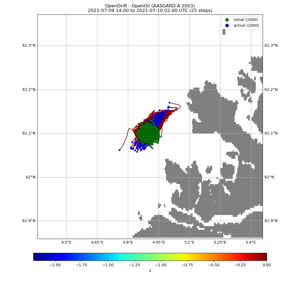 OpenDrift - OpenOil (AASGARD A 2003)
2021-07-09 14:00 to 2021-07-10 02:00 UTC (25 steps)
initial (2000)
active (2000)
62.3°N
62.3°N
62.2°N
62.2°N
62.1°N
62.1°N
62°N
62°N
61.9°N
61.9°N
4.5°E
4.65°E
4.8°E
4.95°E
5.1°E
5.25°E
5.4°E
−2.00
−1.75
−1.50
−1.25
−1.00
−0.75
−0.50
−0.25
0.00
z